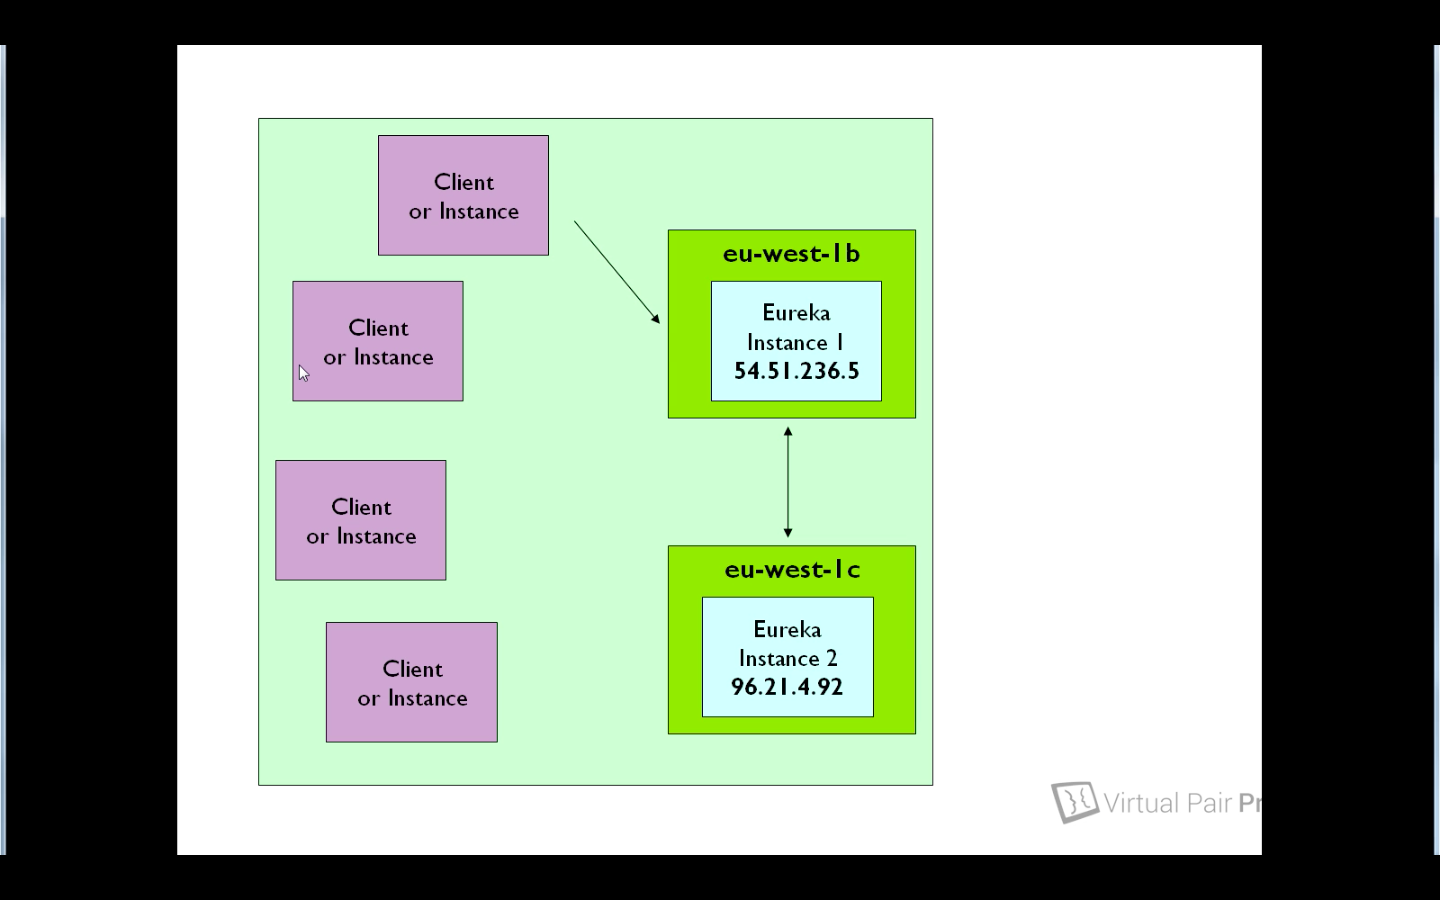 Client
or Instance
eu-west-1b
Eureka
Instance 1
54.51.236.5
Client
or Instance
Client
or Instance
eu-west-1c
Eureka
Instance 2
96.21.4.92
Client
or Instance
Virtual Pair Pr